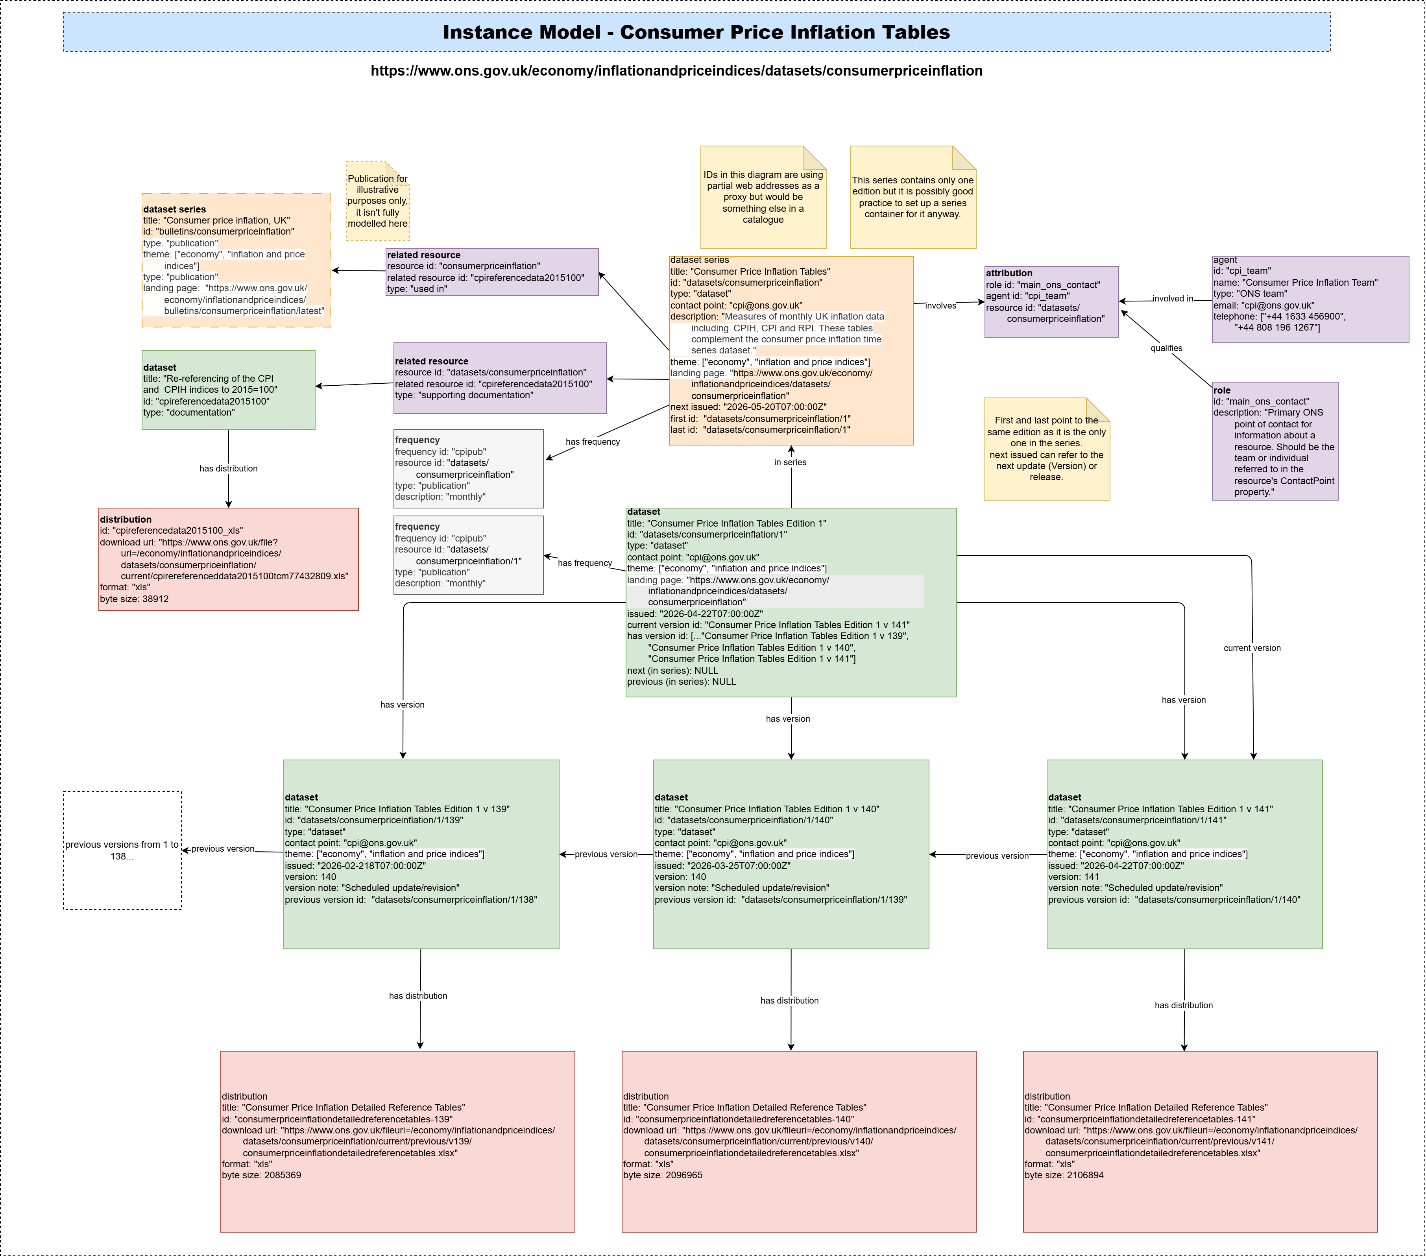 Instance Model - Consumer Price Inflation Tables
https://www.ons.gov.uk/economy/inflationandpriceindices/datasets/consumerpriceinflation
Publication for
illustrative
purposes only,
it isn't fully
modelled here
IDs in this diagram are using
partial web addresses as a
proxy but would be
something else in a
catalogue
This series contains only one
edition but it is possibly good
practice to set up a series
container for it anyway.
dataset series
title: "Consumer price inflation, UK"
id: "bulletins/consumerpriceinflation"
type: "publication"
theme: ["economy", "inflation and price
indices"]
type: "publication"
landing page: "https://www.ons.gov.uk/
economy/inflationandpriceindices/
bulletins/consumerpriceinflation/latest"
related resource
resource id: "consumerpriceinflation"
related resource id: "cpireferencedata2015100"
type: "used in"
dataset series
title: "Consumer Price Inflation Tables"
id: "datasets/consumerpriceinflation"
type: "dataset"
contact point: "cpi@ons.gov.uk"
description: "Measures of monthly UK inflation data
including CPIH, CPI and RPI. These tables
complement the consumer price inflation time
series dataset."
theme: ["economy", "inflation and price indices"]
landing page: "https://www.ons.gov.uk/economy/
inflationandpriceindices/datasets/
consumerpriceinflation"
next issued: "2026-05-20T07:00:00Z"
first id: "datasets/consumerpriceinflation/1"
last id: "datasets/consumerpriceinflation/1"
involves
attribution
role id: "main_ons_contact"
agent id: "cpi_team"
resource id: "datasets/
consumerpriceinflation"
involved in
agent
id: "cpi_team"
name: "Consumer Price Inflation Team"
type: "ONS team"
email: "cpi@ons.gov.uk"
telephone: ["+44 1633 456900",
"+44 808 196 1267"]
qualifies
role
id: "main_ons_contact"
description: "Primary ONS
point of contact for
information about a
resource. Should be the
team or individual
referred to in the
resource's ContactPoint
property."
dataset
title: "Re-referencing of the CPI
and CPIH indices to 2015=100"
id: "cpireferencedata2015100"
type: "documentation"
related resource
resource id: "datasets/consumerpriceinflation"
related resource id: "cpireferencedata2015100"
type: "supporting documentation"
First and last point to the
same edition as it is the only
one in the series.
next issued can refer to the
next update (Version) or
release.
has frequency
frequency
frequency id: "cpipub"
resource id: "datasets/
consumerpriceinflation"
type: "publication"
description: "monthly"
in series
has distribution
distribution
id: "cpireferencedata2015100_xls"
download url: "https://www.ons.gov.uk/file?
uri=/economy/inflationandpriceindices/
datasets/consumerpriceinflation/
current/cpirereferenceddata2015100tcm77432809.xls"
format: "xls"
byte size: 38912
frequency
frequency id: "cpipub"
resource id: "datasets/
consumerpriceinflation/1"
type: "publication"
description: "monthly"
has frequency
dataset
title: "Consumer Price Inflation Tables Edition 1"
id: "datasets/consumerpriceinflation/1"
type: "dataset"
contact point: "cpi@ons.gov.uk"
theme: ["economy", "inflation and price indices"]
landing page: "https://www.ons.gov.uk/economy/
inflationandpriceindices/datasets/
consumerpriceinflation"
issued: "2026-04-22T07:00:00Z"
current version id: "Consumer Price Inflation Tables Edition 1 v 141"
has version id: [..."Consumer Price Inflation Tables Edition 1 v 139",
"Consumer Price Inflation Tables Edition 1 v 140",
"Consumer Price Inflation Tables Edition 1 v 141"]
next (in series): NULL
previous (in series): NULL
current version
has version
has version
has version
previous versions from 1 to
138...
previous version
dataset
title: "Consumer Price Inflation Tables Edition 1 v 139"
id: "datasets/consumerpriceinflation/1/139"
type: "dataset"
contact point: "cpi@ons.gov.uk"
theme: ["economy", "inflation and price indices"]
issued: "2026-02-218T07:00:00Z"
version: 140
version note: "Scheduled update/revision"
previous version id: "datasets/consumerpriceinflation/1/138"
previous version
dataset
title: "Consumer Price Inflation Tables Edition 1 v 140"
id: "datasets/consumerpriceinflation/1/140"
type: "dataset"
contact point: "cpi@ons.gov.uk"
theme: ["economy", "inflation and price indices"]
issued: "2026-03-25T07:00:00Z"
version: 140
version note: "Scheduled update/revision"
previous version id: "datasets/consumerpriceinflation/1/139"
previous version
dataset
title: "Consumer Price Inflation Tables Edition 1 v 141"
id: "datasets/consumerpriceinflation/1/141"
type: "dataset"
contact point: "cpi@ons.gov.uk"
theme: ["economy", "inflation and price indices"]
issued: "2026-04-22T07:00:00Z"
version: 141
version note: "Scheduled update/revision"
previous version id: "datasets/consumerpriceinflation/1/140"
has distribution
has distribution
has distribution
distribution
title: "Consumer Price Inflation Detailed Reference Tables"
id: "consumerpriceinflationdetailedreferencetables-139"
download url: "https://www.ons.gov.uk/fileuri=/economy/inflationandpriceindices/
datasets/consumerpriceinflation/current/previous/v139/
consumerpriceinflationdetailedreferencetables.xlsx"
format: "xls"
byte size: 2085369
distribution
title: "Consumer Price Inflation Detailed Reference Tables"
id: "consumerpriceinflationdetailedreferencetables-140"
download url: "https://www.ons.gov.uk/fileuri=/economy/inflationandpriceindices/
datasets/consumerpriceinflation/current/previous/v140/
consumerpriceinflationdetailedreferencetables.xlsx"
format: "xls"
byte size: 2096965
distribution
title: "Consumer Price Inflation Detailed Reference Tables"
id: "consumerpriceinflationdetailedreferencetables-141"
download url: "https://www.ons.gov.uk/fileuri=/economy/inflationandpriceindices/
datasets/consumerpriceinflation/current/previous/v141/
consumerpriceinflationdetailedreferencetables.xlsx"
format: "xls"
byte size: 2106894